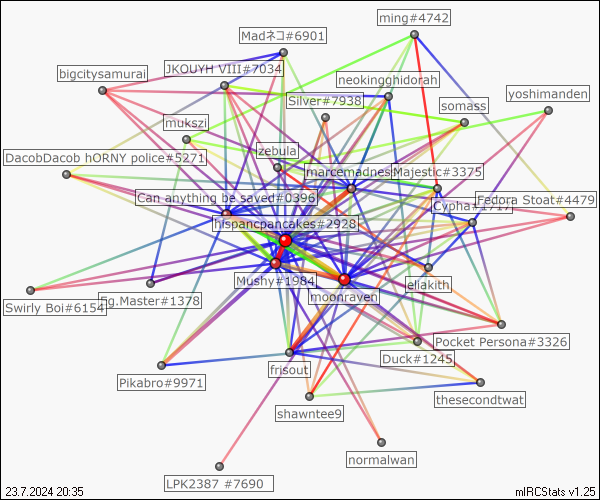 ming#4742
Madネコ#6901
JKOUYH VIII#7034
bigcitysamurai
neokingghidorah
yoshimanden
Silver#7938
somass
mukszi
zebula
DacobDacob hORNY police#5271
marcemadnes
Majestic#3375
Can anything be saved#0396
Fedora Stoat#4479
Cypha#1717
hispancpancakes#2928
Mushy#1984
eliakith
moonraven
Swirly Boi#6154
Eg.Master#1378
Pocket Persona#3326
Duck#1245
frisout
Pikabro#9971
thesecondtwat
shawntee9
normalwan
LPK2387 #7690
23.7.2024 20:35
mIRCStats v1.25